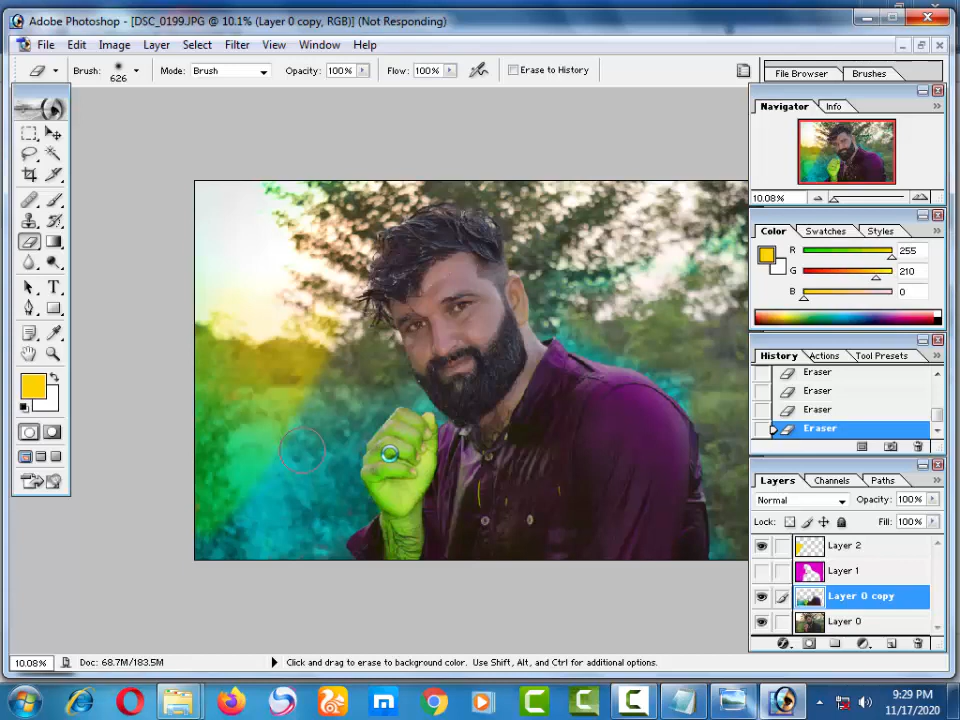 Adobe Photoshop - [DSC_0199.JPG @ 10.1% (Layer 0 copy, RGB)] (Not Responding)
File Edit Image Layer Select Filter View Window Help
Brush: 626 Mode: Brush Opacity: 100% Flow: 100% Erase to History
File Browser Brushes
Navigator Info
10.08%
Color Swatches Styles
R 255
G 210
B 0
History Actions Tool Presets
Eraser
Eraser
Eraser
Eraser
Layers Channels Paths
Normal Opacity: 100%
Lock: Fill: 100%
Layer 2
Layer 1
Layer 0 copy
Layer 0
10.08% Doc: 68.7M/183.5M Click and drag to erase to background color. Use Shift, Alt, and Ctrl for additional options.
9:29 PM
11/17/2020